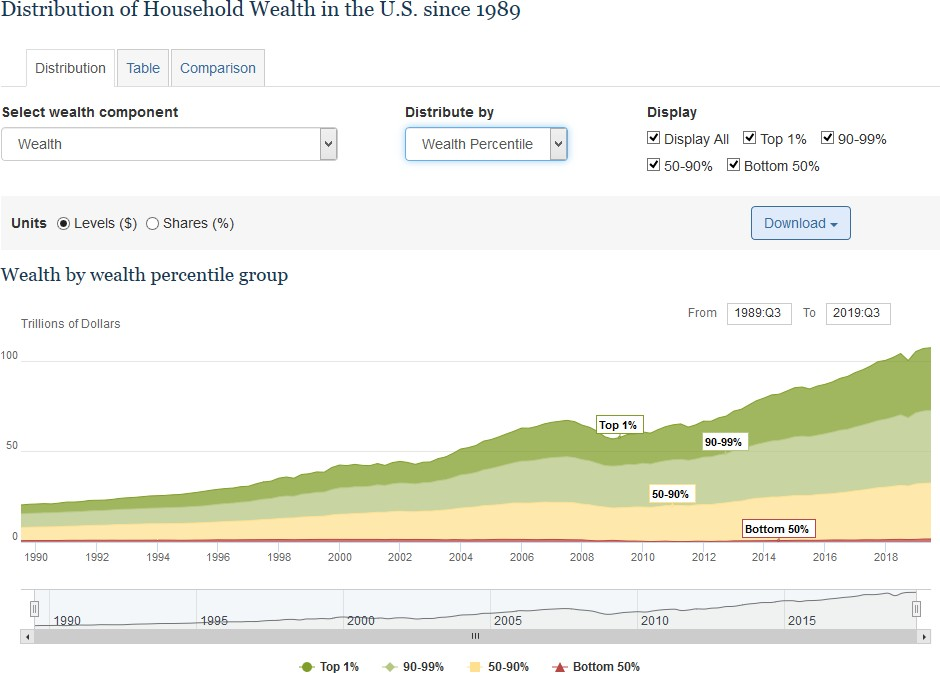 Distribution of Household Wealth in the U.S. since 1989
Distribution Table Comparison
Select wealth component Distribute by Display
Wealth Wealth Percentile Display All Top 1% 90-99%
50-90% Bottom 50%
Units Levels ($) Shares (%) Download
Wealth by wealth percentile group
From 1989:Q3 To 2019:Q3
Trillions of Dollars
100
Top 1%
90-99%
50
50-90%
Bottom 50%
0
1990 1992 1994 1996 1998 2000 2002 2004 2006 2008 2010 2012 2014 2016 2018
1990 1995 2000 2005 2010 2015
Top 1% 90-99% 50-90% Bottom 50%